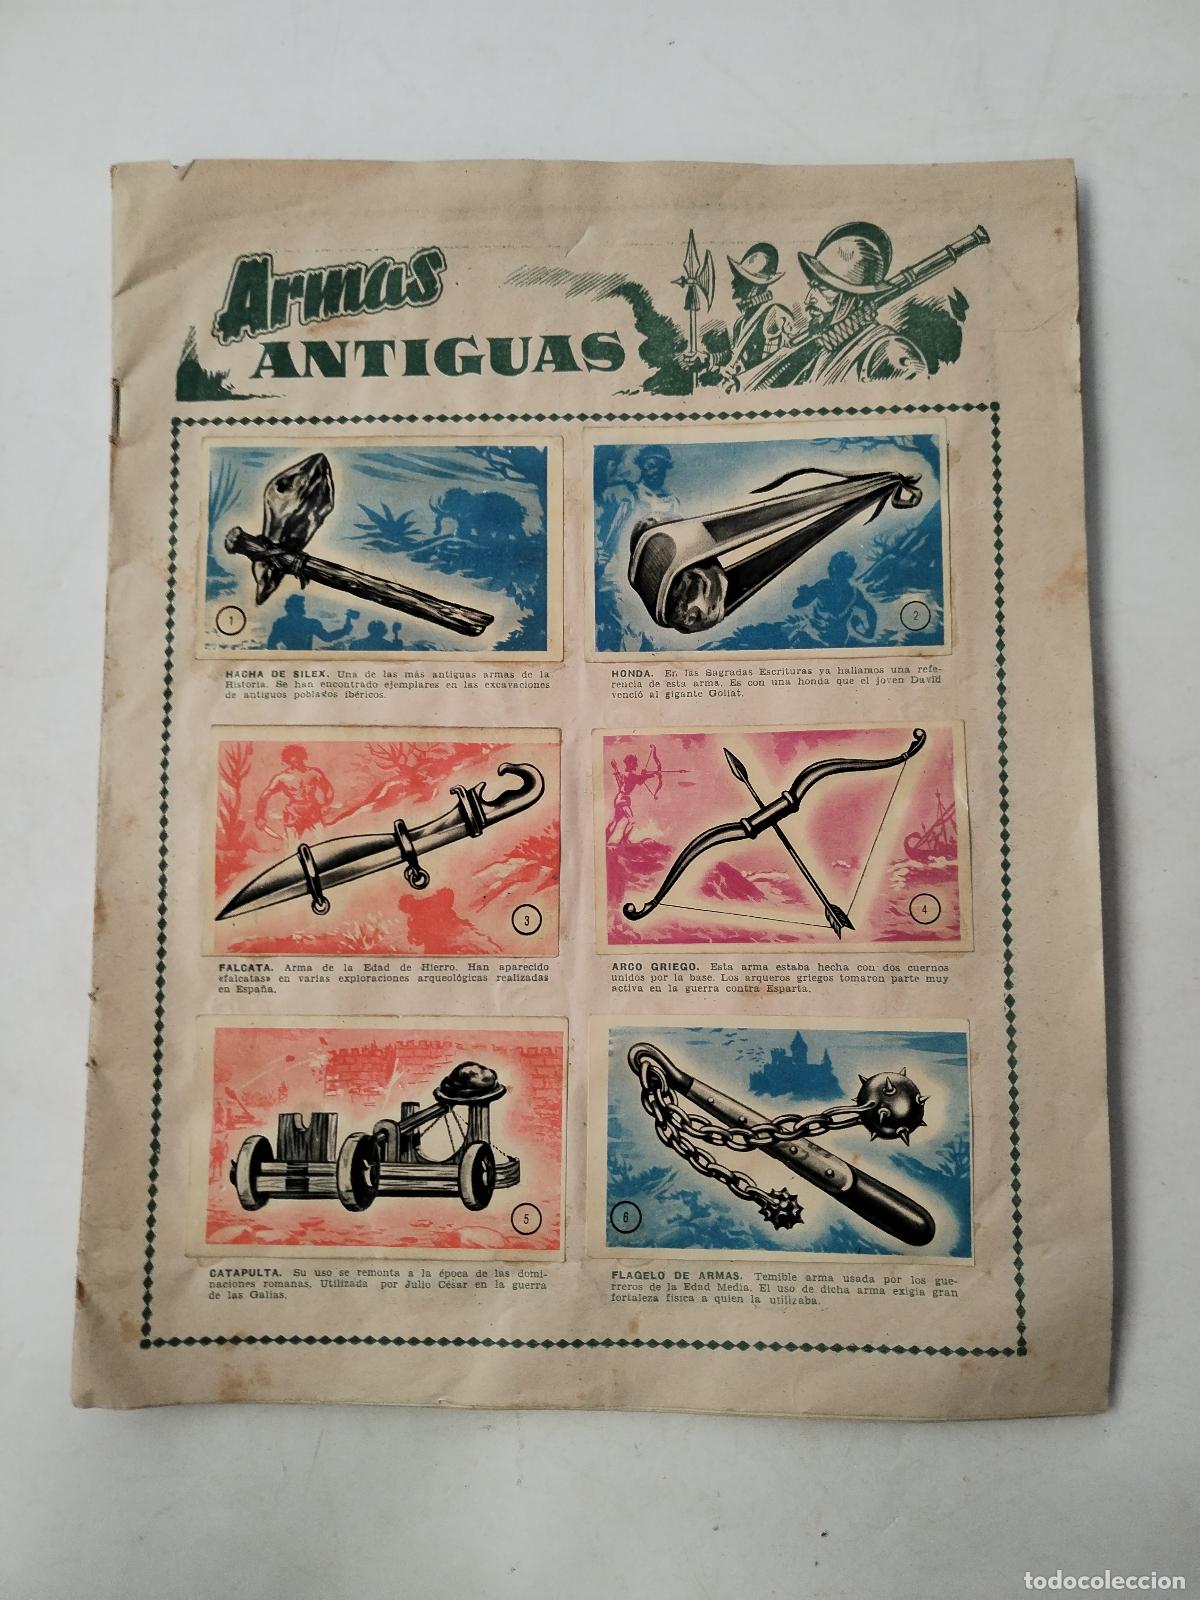 Armas
ANTIGUAS
1
HACHA DE SILEX. Una de las más antiguas armas de la
Historia. Se han encontrado ejemplares en las excavaciones
de antiguos poblados ibéricos.
2
HONDA. En las Sagradas Escrituras ya hallamos una refe-
rencia de esta arma. Es con una honda que el joven David
venció al gigante Goliat.
3
FALCATA. Arma de la Edad de Hierro. Han aparecido
«falcatas» en varias exploraciones arqueológicas realizadas
en España.
4
ARCO GRIEGO. Esta arma estaba hecha con dos cuernos
unidos por la base. Los arqueros griegos tomaron parte muy
activa en la guerra contra Esparta.
5
CATAPULTA. Su uso se remonta a la época de las domi-
naciones romanas. Utilizada por Julio César en la guerra
de las Galias.
6
FLAGELO DE ARMAS. Temible arma usada por los gue-
rreros de la Edad Media. El uso de dicha arma exigía gran
fortaleza física a quien la utilizaba.
todocoleccion